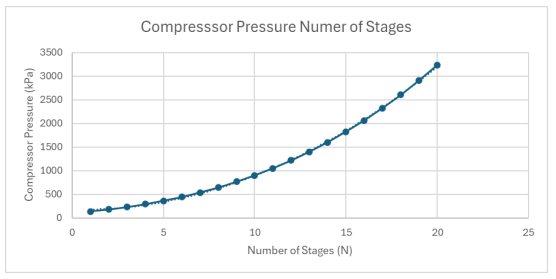 Compresssor Pressure Numer of Stages
Compressor Pressure (kPa)
3500
3000
2500
2000
1500
1000
500
0
0 5 10 15 20 25
Number of Stages (N)